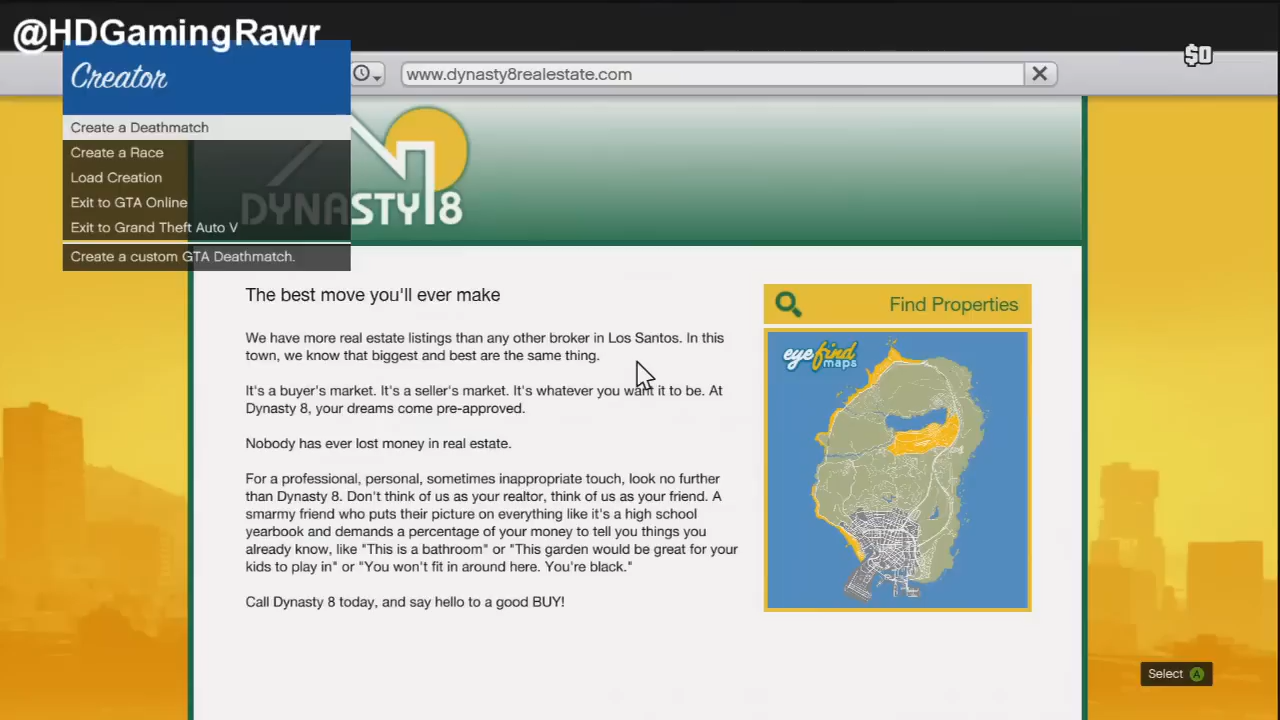 @HDGamingRawr
$0
Creator
www.dynasty8realestate.com
Create a Deathmatch
Create a Race
Load Creation
Exit to GTA Online
Exit to Grand Theft Auto V
Create a custom GTA Deathmatch.
DYNASTY 8
The best move you'll ever make
We have more real estate listings than any other broker in Los Santos. In this
town, we know that biggest and best are the same thing.
It's a buyer's market. It's a seller's market. It's whatever you want it to be. At
Dynasty 8, your dreams come pre-approved.
Nobody has ever lost money in real estate.
For a professional, personal, sometimes inappropriate touch, look no further
than Dynasty 8. Don't think of us as your realtor, think of us as your friend. A
smarmy friend who puts their picture on everything like it's a high school
yearbook and demands a percentage of your money to tell you things you
already know, like "This is a bathroom" or "This garden would be great for your
kids to play in" or "You won't fit in around here. You're black."
Call Dynasty 8 today, and say hello to a good BUY!
Find Properties
eyefind
maps
Select A